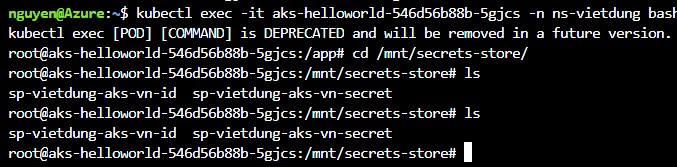 nguyen@Azure:~$ kubectl exec -it aks-helloworld-546d56b88b-5gjcs -n ns-vietdung bash
kubectl exec [POD] [COMMAND] is DEPRECATED and will be removed in a future version.
root@aks-helloworld-546d56b88b-5gjcs:/app# cd /mnt/secrets-store/
root@aks-helloworld-546d56b88b-5gjcs:/mnt/secrets-store# ls
sp-vietdung-aks-vn-id  sp-vietdung-aks-vn-secret
root@aks-helloworld-546d56b88b-5gjcs:/mnt/secrets-store# ls
sp-vietdung-aks-vn-id  sp-vietdung-aks-vn-secret
root@aks-helloworld-546d56b88b-5gjcs:/mnt/secrets-store#